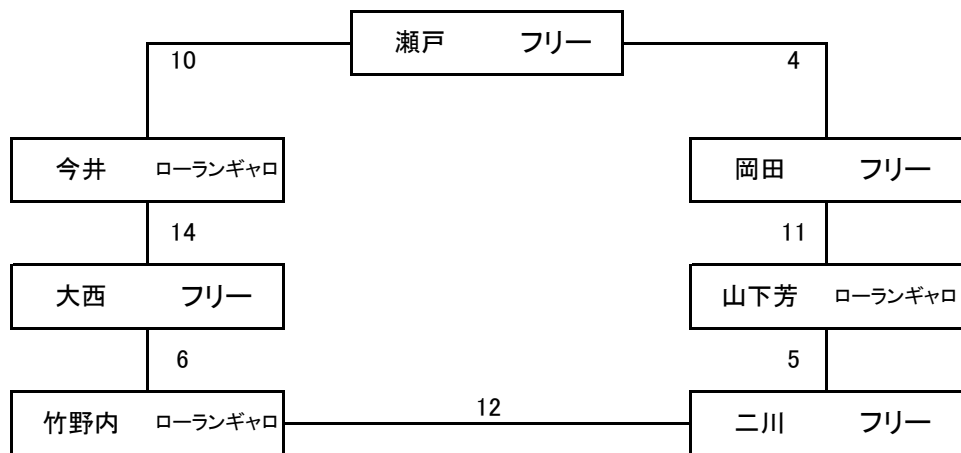 瀬戸 フリー
10 4
今井 ローランギャロ 岡田 フリー
14 11
大西 フリー 山下芳 ローランギャロ
6 5
竹野内 ローランギャロ 12 二川 フリー